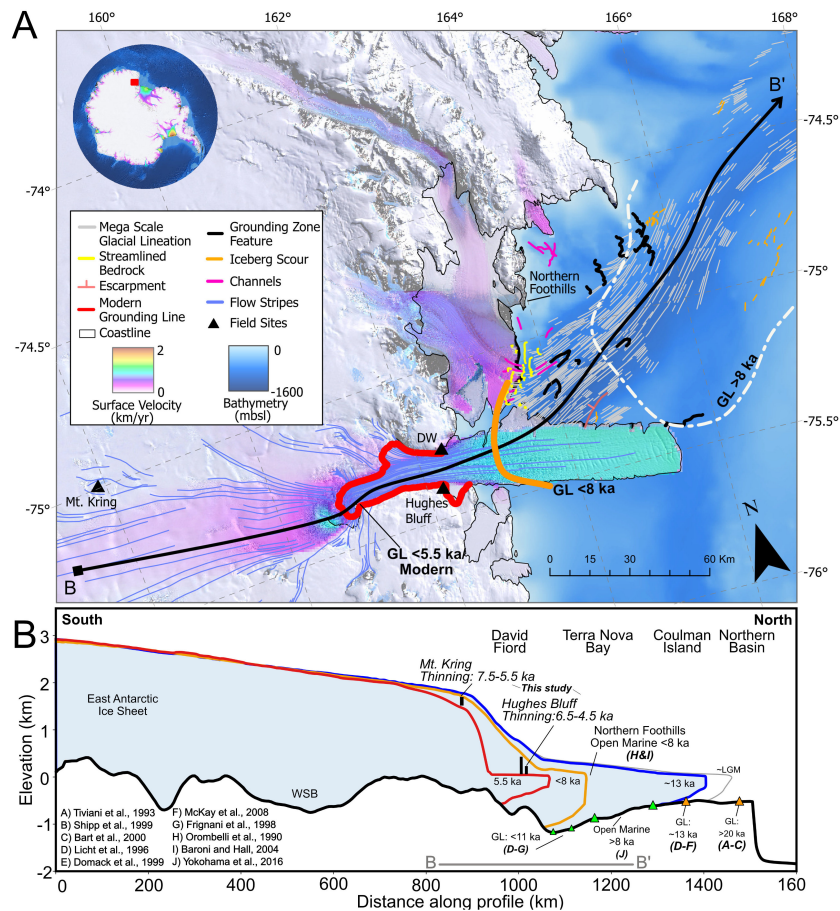 A
160°
162°
164°
166°
168°
-74°
-74.5°
-75°
-74.5°
-75°
-75.5°
-76°
B'
Mega Scale
Glacial Lineation
Streamlined
Bedrock
Escarpment
Modern
Grounding Line
Coastline
Grounding Zone
Feature
Iceberg Scour
Channels
Flow Stripes
Field Sites
2
0
Surface Velocity
(km/yr)
0
-1600
Bathymetry
(mbsl)
Northern
Foothills
GL >8 ka
DW
GL <8 ka
Mt. Kring
Hughes
Bluff
GL <5.5 ka/
Modern
B
N
0 10 20 40 60 Km
B
South
North
David
Fiord
Terra Nova
Bay
Coulman
Island
Northern
Basin
Mt. Kring
Thinning: 7.5-5.5 ka
This study
Hughes Bluff
Thinning:6.5-4.5 ka
Northern Foothills
Open Marine <8 ka
(H&I)
East Antarctic
Ice Sheet
WSB
5.5 ka
<8 ka
~13 ka
~LGM
GL: <11 ka
(D-G)
Open Marine
>8 ka
(J)
GL:
~13 ka
(D-F)
GL:
>20 ka
(A-C)
A) Tiviani et al., 1993
B) Shipp et al., 1999
C) Bart et al., 2000
D) Licht et al., 1996
E) Domack et al., 1999
F) McKay et al., 2008
G) Frignani et al., 1998
H) Orombelli et al., 1990
I) Baroni and Hall, 2004
J) Yokohama et al., 2016
B
B'
3
2
1
0
-1
-2
Elevation (km)
0 200 400 600 800 1000 1200 1400 1600
Distance along profile (km)